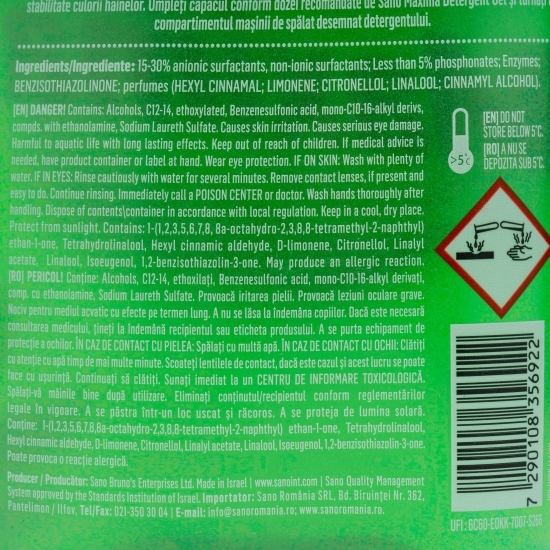 stabilitate culorii hainelor. Umpleți capacul conform dozei recomandate de Sano Maxima Detergent Gel și turnați
compartimentul mașinii de spălat desemnat detergentului.
Ingredients/Ingrediente: 15-30% anionic surfactants, non-ionic surfactants; Less than 5% phosphonates; Enzymes;
BENZISOTHIAZOLINONE; perfumes (HEXYL CINNAMAL; LIMONENE; CITRONELLOL; LINALOOL; CINNAMYL ALCOHOL).
[EN] DANGER! Contains: Alcohols, C12-14, ethoxylated, Benzenesulfonic acid, mono-C10-16-alkyl derivs,
compds. with ethanolamine, Sodium Laureth Sulfate. Causes skin irritation. Causes serious eye damage.
Harmful to aquatic life with long lasting effects. Keep out of reach of children. If medical advice is
needed, have product container or label at hand. Wear eye protection. IF ON SKIN: Wash with plenty of
water. IF IN EYES: Rinse cautiously with water for several minutes. Remove contact lenses, if present and
easy to do. Continue rinsing. Immediately call a POISON CENTER or doctor. Wash hands thoroughly after
handling. Dispose of contents\container in accordance with local regulation. Keep in a cool, dry place.
Protect from sunlight. Contains: 1-(1,2,3,5,6,7,8, 8a-octahydro-2,3,8,8-tetramethyl-2-naphthyl)
ethan-1-one, Tetrahydrolinalool, Hexyl cinnamic aldehyde, D-limonene, Citronellol, Linalyl
acetate, Linalool, Isoeugenol, 1,2-benzisothiazolin-3-one. May produce an allergic reaction.
[RO] PERICOL! Conține: Alcohols, C12-14, ethoxilați, Benzenesulfonic acid, mono-C10-16-alkyl derivați,
comp. cu ethanolamine, Sodium Laureth Sulfate. Provoacă iritarea pielii. Provoacă leziuni oculare grave.
Nociv pentru mediul acvatic cu efecte pe termen lung. A nu se lăsa la îndemâna copiilor. Dacă este necesară
consultarea medicului, țineți la îndemână recipientul sau eticheta produsului. A se purta echipament de
protecție a ochilor. ÎN CAZ DE CONTACT CU PIELEA: Spălați cu multă apă. ÎN CAZ DE CONTACT CU OCHII: Clătiți
cu atenție cu apă timp de mai multe minute. Scoateți lentilele de contact, dacă este cazul și acest lucru se poate
face cu ușurință. Continuați să clătiți. Sunați imediat la un CENTRU DE INFORMARE TOXICOLOGICĂ.
Spălați-vă mâinile bine după utilizare. Eliminați conținutul/recipientul conform reglementărilor
legale în vigoare. A se păstra într-un loc uscat și răcoros. A se proteja de lumina solară.
Conține: 1-(1,2,3,5,6,7,8,8a-octahydro-2,3,8,8-tetramethyl-2-naphthyl) ethan-1-one, Tetrahydrolinalool,
Hexyl cinnamic aldehyde, D-limonene, Citronellol, Linalyl acetate, Linalool, Isoeugenol, 1,2-benzisothiazolin-3-one.
Poate provoca o reacție alergică.
Producer / Producător: Sano Bruno's Enterprises Ltd. Made in Israel | www.sanoint.com | Sano Quality Management
System approved by the Standards Institution of Israel. Importator: Sano România SRL, Bd. Biruinței Nr. 362,
Pantelimon / Ilfov, Tel/Fax: 021-350 30 04 | E-mail: info@sanoromania.ro | www.sanoromania.ro.
>5°C
[EN] DO NOT
STORE BELOW 5°C.
[RO] A NU SE
DEPOZITA SUB 5°C.
7 290108 356922
UFI: 6C60-E0KK-7007-S266